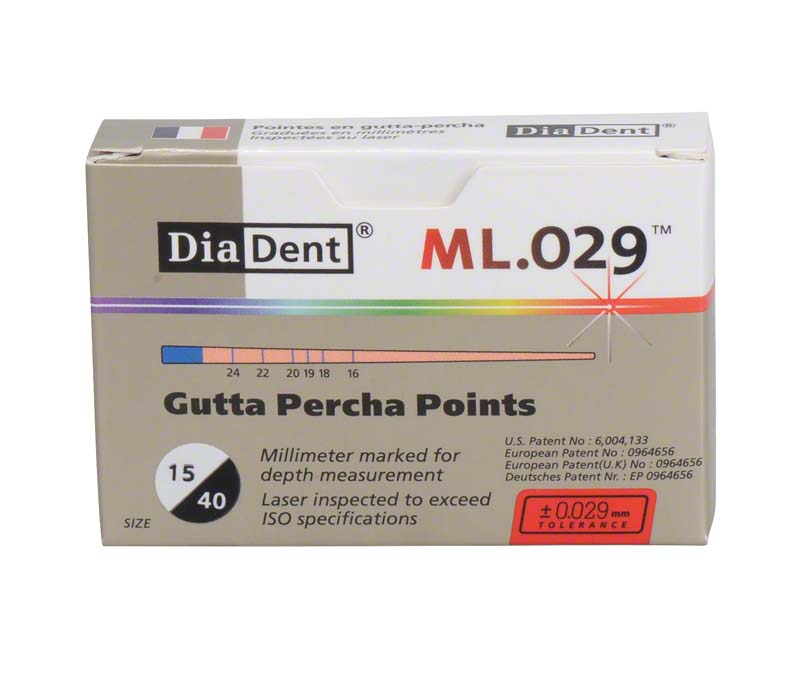 Pointes en gutta-percha
Graduées en millimètres
Inspectées au laser
DiaDent®
DiaDent®
ML.029™
24 22 20 19 18 16
Gutta Percha Points
15
40
SIZE
Millimeter marked for
depth measurement
Laser inspected to exceed
ISO specifications
U.S. Patent No : 6,004,133
European Patent No : 0964656
European Patent(U.K) No : 0964656
Deutsches Patent Nr. : EP 0964656
±0.029 mm
TOLERANCE